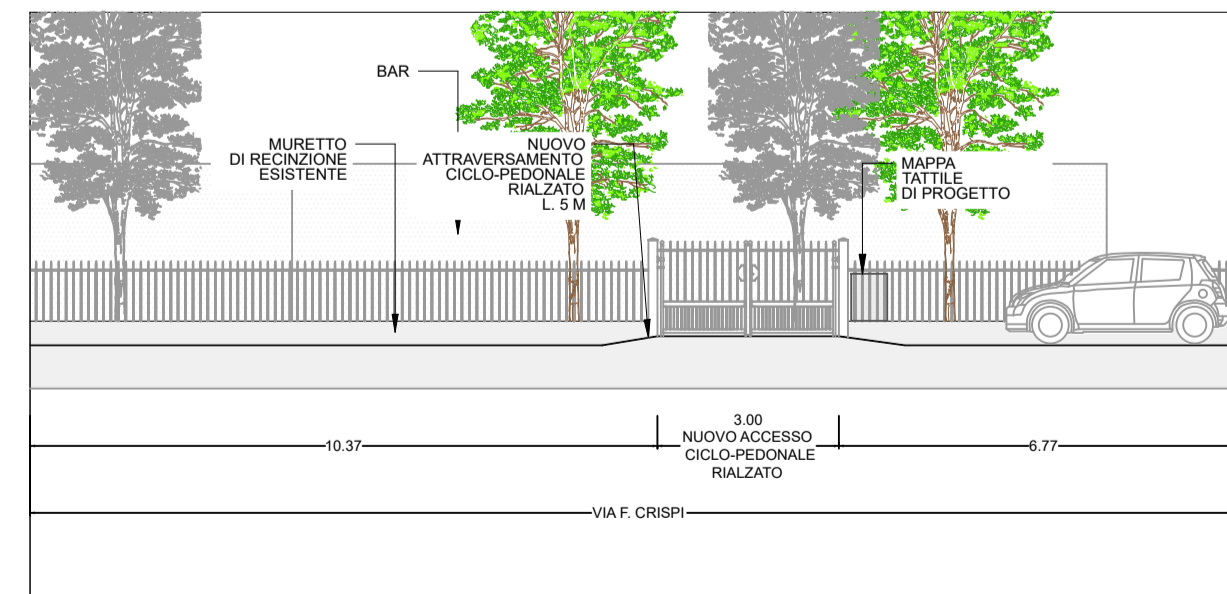 BAR
MURETTO
DI RECINZIONE
ESISTENTE
NUOVO
ATTRAVERSAMENTO
CICLO-PEDONALE
RIALZATO
L. 5 M
MAPPA
TATTILE
DI PROGETTO
10.37
3.00
NUOVO ACCESSO
CICLO-PEDONALE
RIALZATO
6.77
VIA F. CRISPI